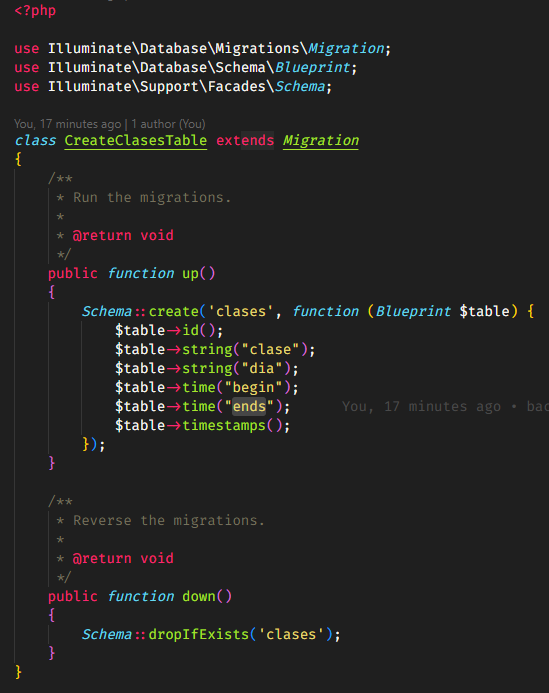 <?php
use Illuminate\Database\Migrations\Migration;
use Illuminate\Database\Schema\Blueprint;
use Illuminate\Support\Facades\Schema;
You, 17 minutes ago | 1 author (You)
class CreateClasesTable extends Migration
{
/**
* Run the migrations.
*
* @return void
*/
public function up()
{
Schema::create('clases', function (Blueprint $table) {
$table->id();
$table->string("clase");
$table->string("dia");
$table->time("begin");
$table->time("ends"); You, 17 minutes ago •
$table->timestamps();
});
}
/**
* Reverse the migrations.
*
* @return void
*/
public function down()
{
Schema::dropIfExists('clases');
}
}